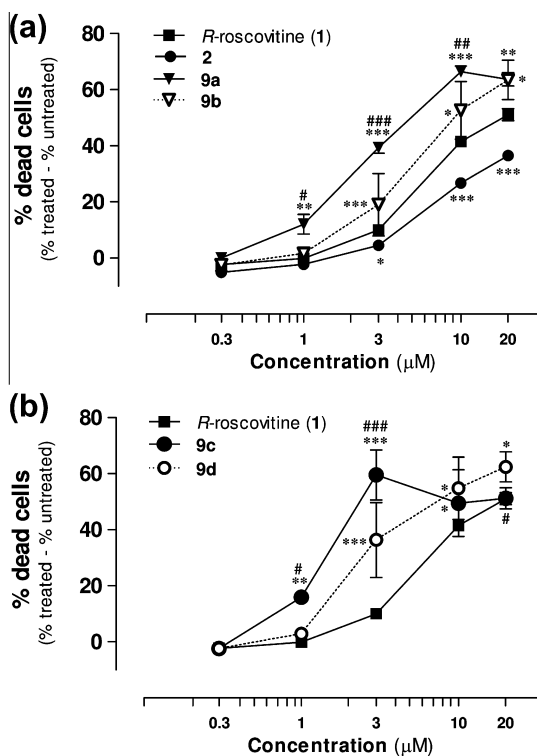 (a)
R-roscovitine (1)
2
9a
9b
% dead cells
(% treated - % untreated)
80
60
40
20
0
#
**
###
***
***
*
##
***
*
***
**
*
***
0.3 1 3 10 20
Concentration (μM)
(b)
R-roscovitine (1)
9c
9d
% dead cells
(% treated - % untreated)
80
60
40
20
0
#
**
###
***
***
*
*
*
#
0.3 1 3 10 20
Concentration (μM)